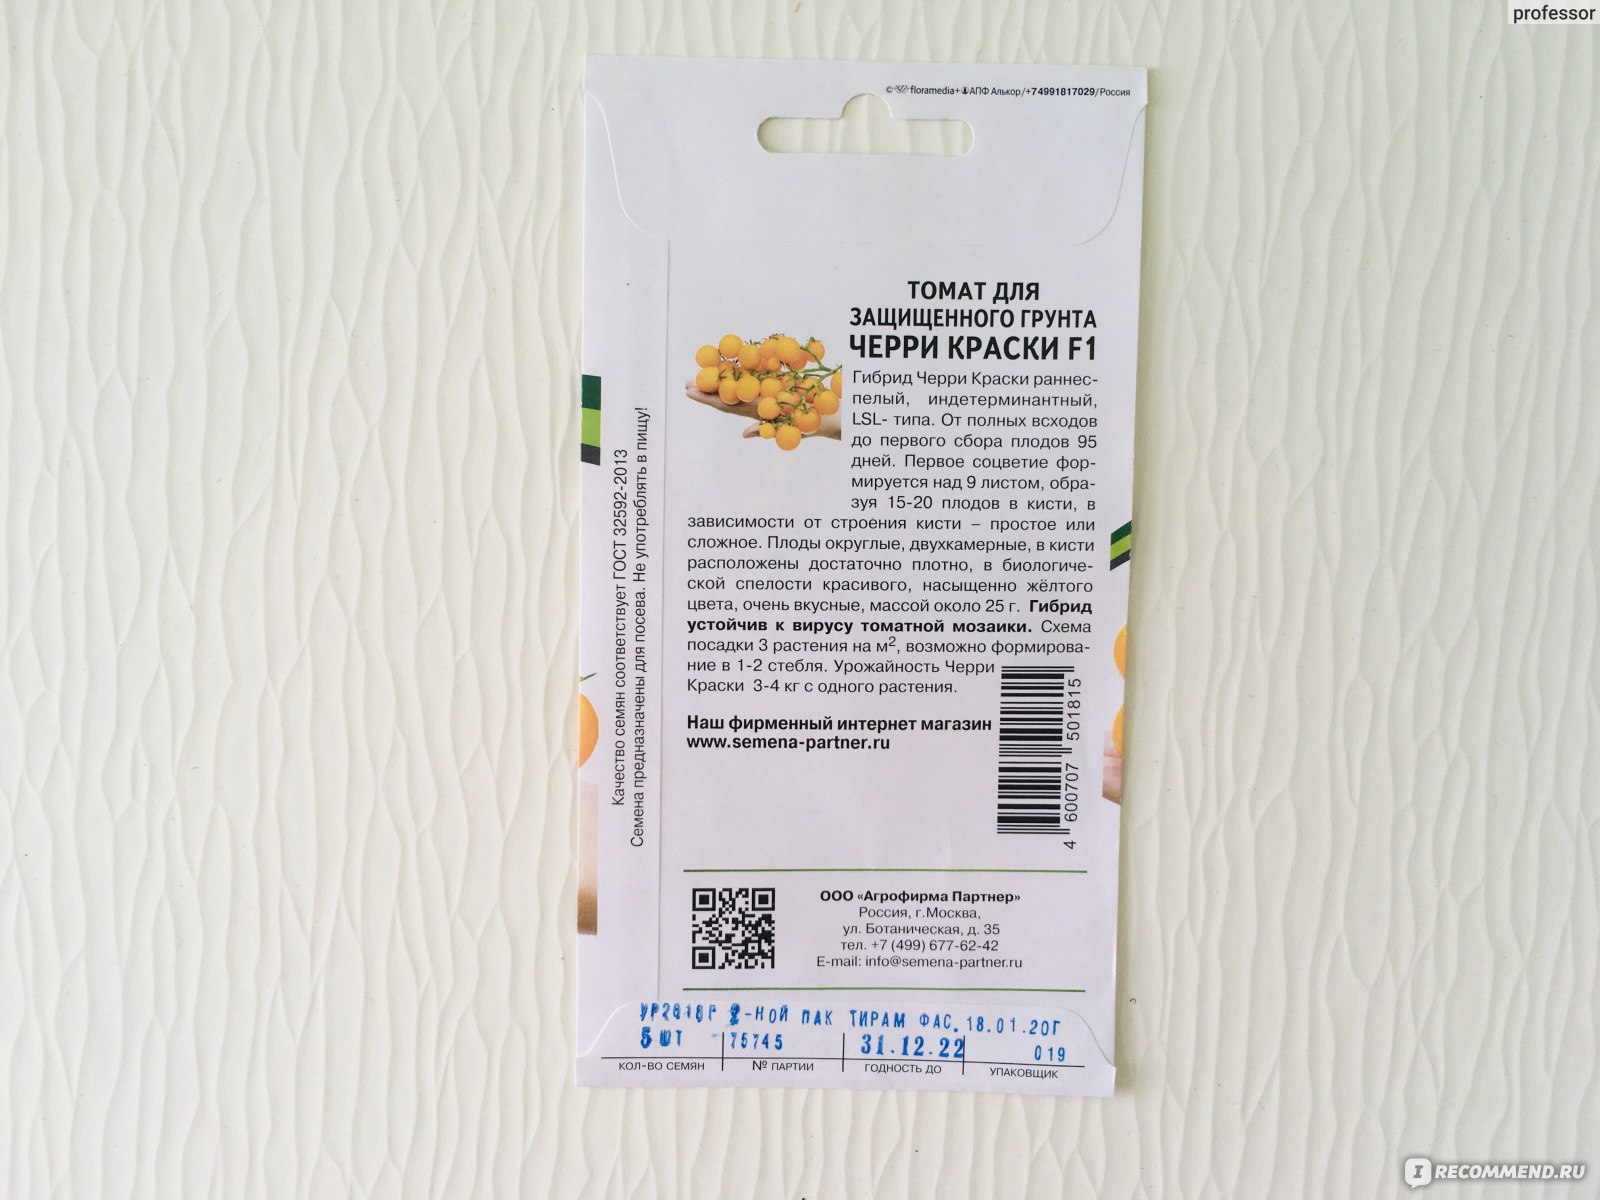 professor
© floramedia+ АПФ Алькор/+74991817029/Россия
ТОМАТ ДЛЯ
ЗАЩИЩЕННОГО ГРУНТА
ЧЕРРИ КРАСКИ F1
Гибрид Черри Краски раннес-
пелый, индетерминантный,
LSL- типа. От полных всходов
до первого сбора плодов 95
дней. Первое соцветие фор-
мируется над 9 листом, обра-
зуя 15-20 плодов в кисти, в
зависимости от строения кисти – простое или
сложное. Плоды округлые, двухкамерные, в кисти
расположены достаточно плотно, в биологиче-
ской спелости красивого, насыщенно жёлтого
цвета, очень вкусные, массой около 25 г. Гибрид
устойчив к вирусу томатной мозаики. Схема
посадки 3 растения на м², возможно формирова-
ние в 1-2 стебля. Урожайность Черри
Краски 3-4 кг с одного растения.
Наш фирменный интернет магазин
www.semena-partner.ru
4 600707 501815
Качество семян соответствует ГОСТ 32592-2013
Семена предназначены для посева. Не употреблять в пищу!
ООО «Агрофирма Партнер»
Россия, г.Москва,
ул. Ботаническая, д. 35
тел. +7 (499) 677-62-42
E-mail: info@semena-partner.ru
2-НОЙ ПАК ТИРАМ ФАС. 18.01.20Г
5 ШТ 75745 31.12.22 019
КОЛ-ВО СЕМЯН № ПАРТИИ ГОДНОСТЬ ДО УПАКОВЩИК
IRECOMMEND.RU